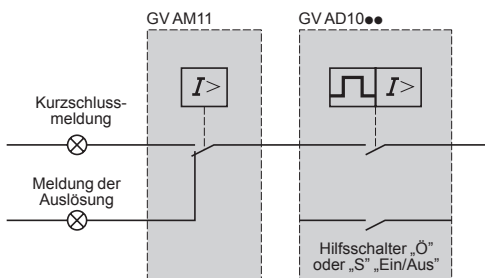 GV AM11
GV AD10●●
I>
I>
Kurzschluss-
meldung
Meldung der
Auslösung
Hilfsschalter „Ö”
oder „S” „Ein/Aus”